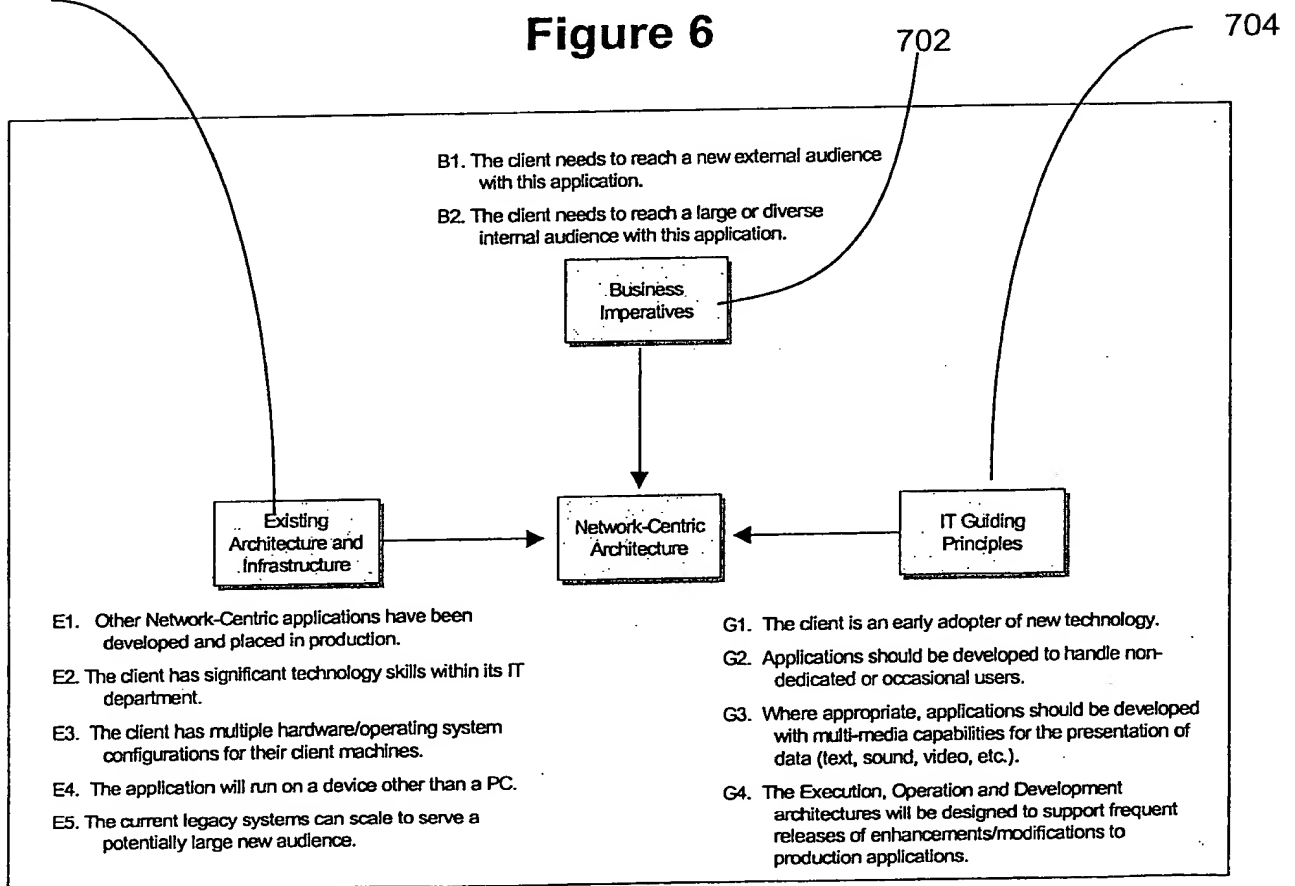 Figure 6
702
704
B1. The client needs to reach a new external audience
with this application.
B2. The client needs to reach a large or diverse
internal audience with this application.
Business
Imperatives
Existing
Architecture and
Infrastructure
Network-Centric
Architecture
IT Guiding
Principles
E1. Other Network-Centric applications have been
developed and placed in production.
E2. The client has significant technology skills within its IT
department.
E3. The client has multiple hardware/operating system
configurations for their client machines.
E4. The application will run on a device other than a PC.
E5. The current legacy systems can scale to serve a
potentially large new audience.
G1. The client is an early adopter of new technology.
G2. Applications should be developed to handle non-
dedicated or occasional users.
G3. Where appropriate, applications should be developed
with multi-media capabilities for the presentation of
data (text, sound, video, etc.).
G4. The Execution, Operation and Development
architectures will be designed to support frequent
releases of enhancements/modifications to
production applications.